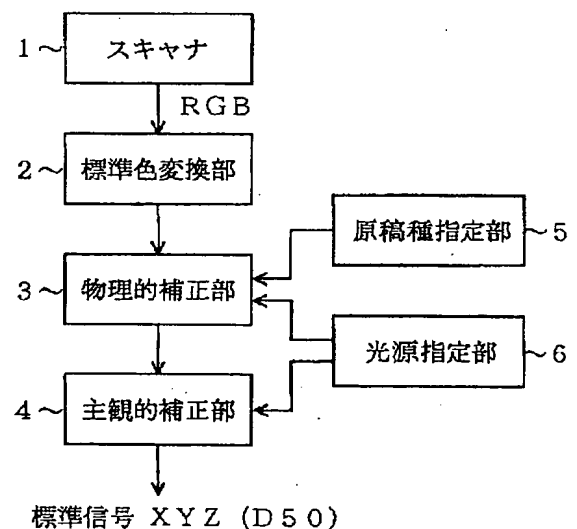 1～ スキャナ
RGB
2～ 標準色変換部
原稿種指定部 ～5
3～ 物理的補正部
光源指定部 ～6
4～ 主観的補正部
標準信号 XYZ (D50)